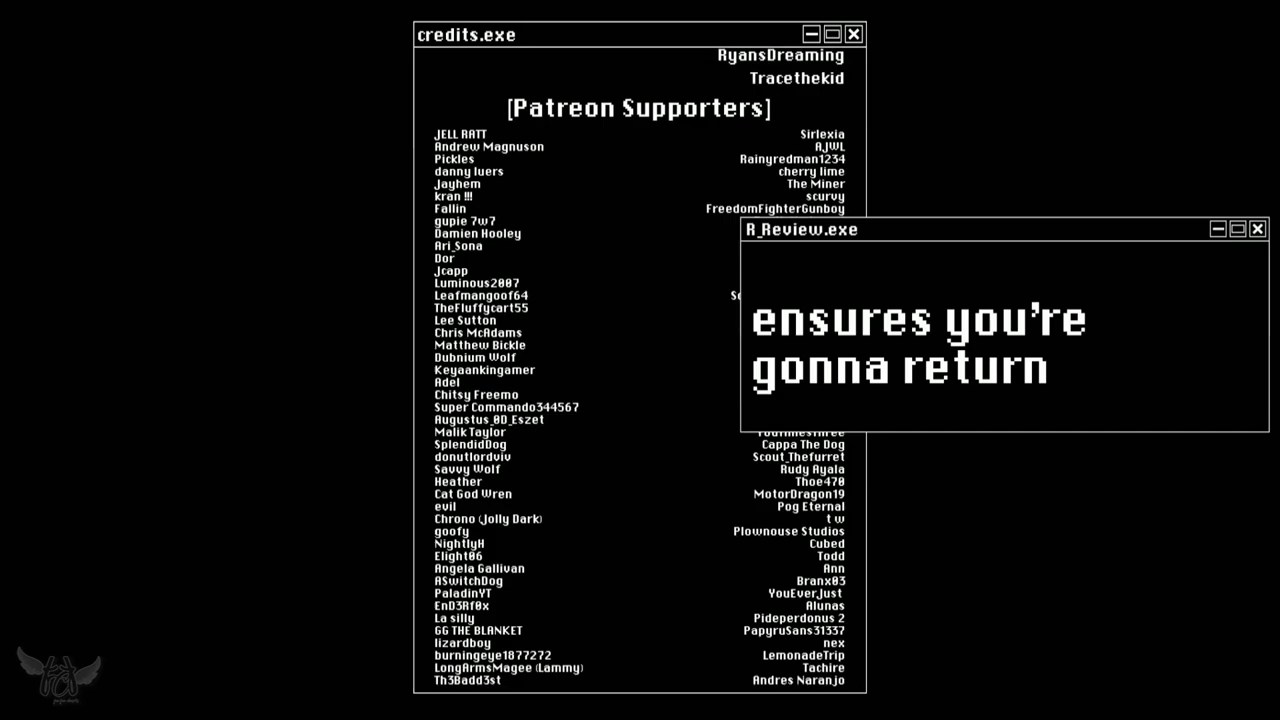 credits.exe
RyansDreaming
Tracethekid
[Patreon Supporters]
JELL RATT
Andrew Magnuson
Pickles
danny luers
Jayhem
kran !!!
Fallin
gupie 7w7
Damien Hooley
Ari_Sona
Dor
Jcapp
Luminous2007
Leafmangoof64
TheFluffycart55
Lee Sutton
Chris McAdams
Matthew Bickle
Dubnium Wolf
Keyaankingamer
Adel
Chitsy Freemo
Super Commando344567
Augustus_0D_Eszet
Malik Taylor
SplendidDog
donutlordviv
Savvy Wolf
Heather
Cat God Wren
evil
Chrono (Jolly Dark)
goofy
NightlyH
Elight06
Angela Gallivan
ASwitchDog
PaladinYT
EnD3Rf0x
La silly
GG THE BLANKET
lizardboy
burningeye1877272
LongArmsMagee (Lammy)
Th3Badd3st
Sirlexia
AJWL
Rainyredman1234
cherry lime
The Miner
scurvy
FreedomFighterGunboy
R_Review.exe
ensures you're
gonna return
Cappa The Dog
Scout_Thefurret
Rudy Ayala
Thoe470
MotorDragon19
Pog Eternal
t w
Plownouse Studios
Cubed
Todd
Ann
Branx03
YouEverJust
Alunas
Pideperdonus 2
PapyruSans31337
nex
LemonadeTrip
Tachire
Andres Naranjo